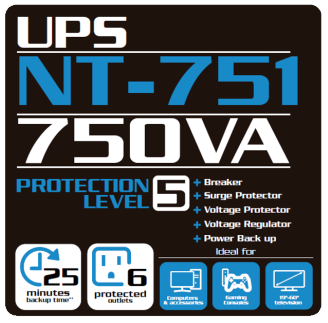 UPS
NT-751
750VA
PROTECTION LEVEL 5
+ Breaker
+ Surge Protector
+ Voltage Protector
+ Voltage Regulator
+ Power Back up
Ideal for
25
minutes
backup time**
6
protected
outlets
Computers
& accessories
Gaming
Consoles
television